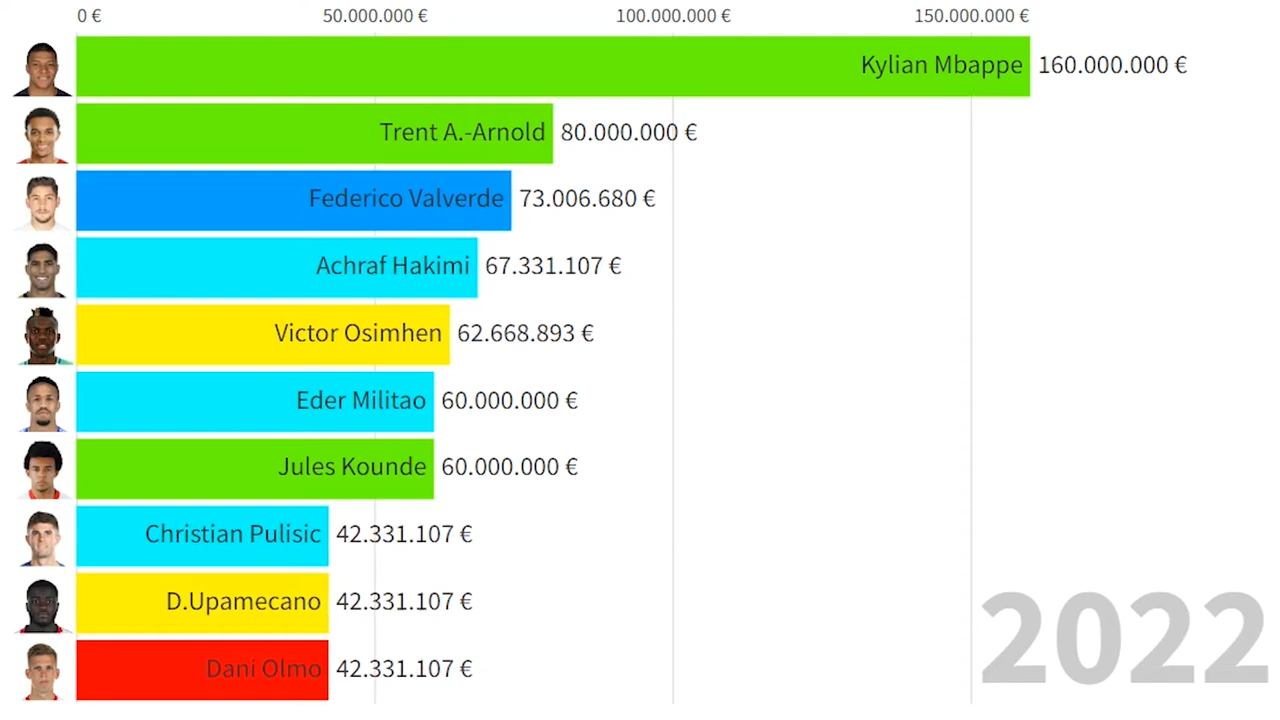 0 € 50.000.000 € 100.000.000 € 150.000.000 €
Kylian Mbappe 160.000.000 €
Trent A.-Arnold 80.000.000 €
Federico Valverde 73.006.680 €
Achraf Hakimi 67.331.107 €
Victor Osimhen 62.668.893 €
Eder Militao 60.000.000 €
Jules Kounde 60.000.000 €
Christian Pulisic 42.331.107 €
D.Upamecano 42.331.107 €
Dani Olmo 42.331.107 €
2022